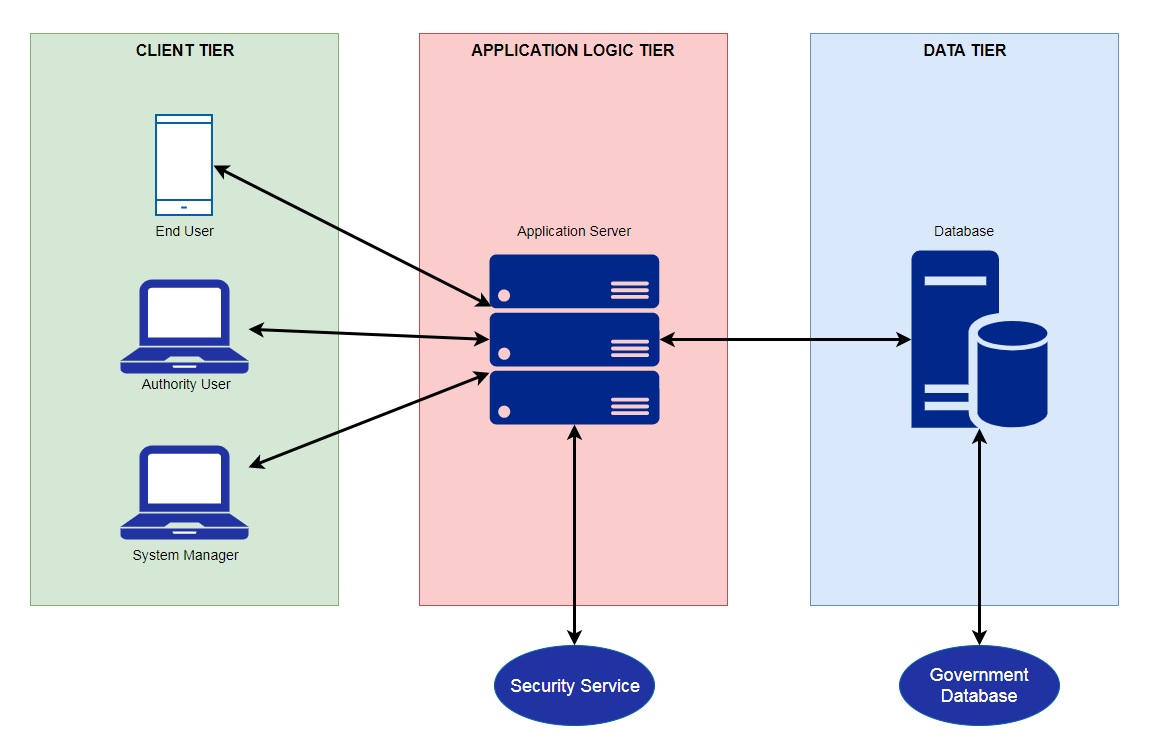 CLIENT TIER
APPLICATION LOGIC TIER
DATA TIER
End User
Application Server
Database
Authority User
System Manager
Security Service
Government
Database